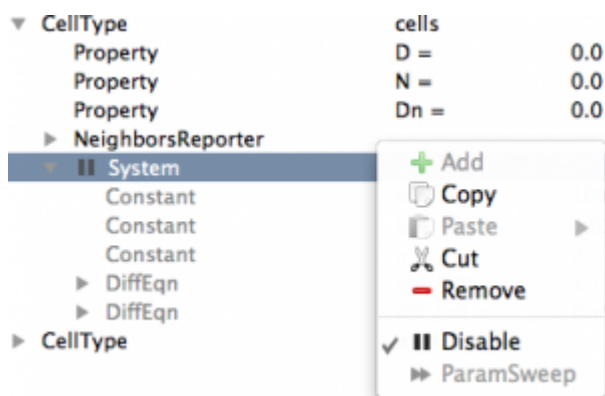 CellType cells
Property D = 0.0
Property N = 0.0
Property Dn = 0.0
NeighborsReporter
System
Constant
Constant
Constant
DiffEqn
DiffEqn
CellType
Add
Copy
Paste
Cut
Remove
Disable
ParamSweep